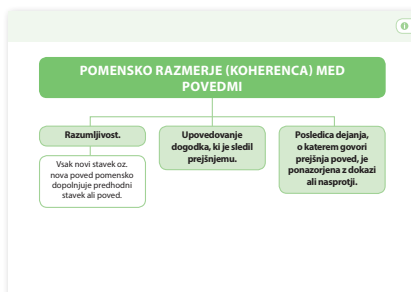 POMENSKO RAZMERJE (KOHERENCA) MED
POVEDMI
Razumljivost.
Vsak novi stavek oz.
nova poved pomensko
dopolnjuje predhodni
stavek ali poved.
Upovedovanje
dogodka, ki je sledil
prejšnjemu.
Posledica dejanja,
o katerem govori
prejšnja poved, je
ponazorjena z dokazi
ali nasprotji.